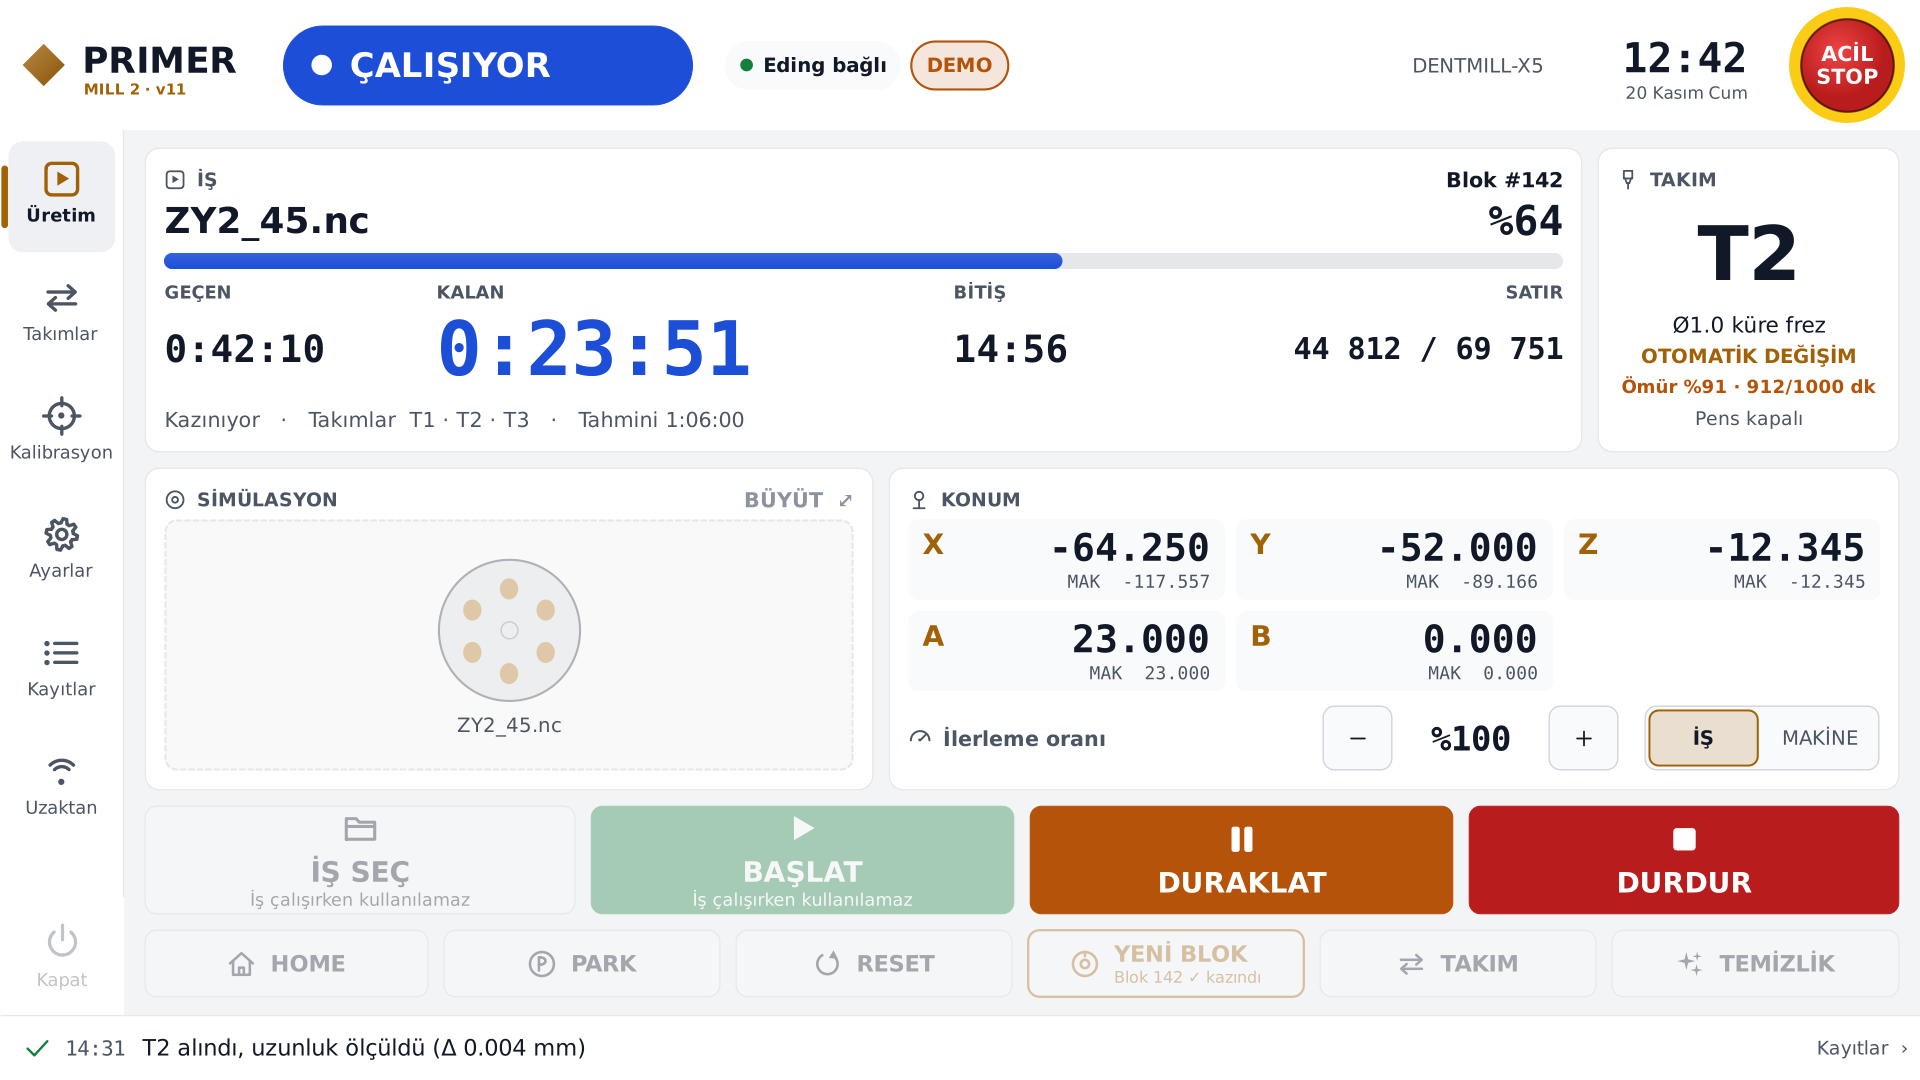 PRIMER
MILL 2 · v11
ÇALIŞIYOR
Eding bağlı
DEMO
DENTMILL-X5
12:42
20 Kasım Cum
ACİL
STOP
Üretim
Takımlar
Kalibrasyon
Ayarlar
Kayıtlar
Uzaktan
Kapat
İŞ
Blok #142
ZY2_45.nc
%64
GEÇEN
KALAN
BİTİŞ
SATIR
0:42:10
0:23:51
14:56
44 812 / 69 751
Kazınıyor · Takımlar T1 · T2 · T3 · Tahmini 1:06:00
TAKIM
T2
Ø1.0 küre frez
OTOMATİK DEĞİŞİM
Ömür %91 · 912/1000 dk
Pens kapalı
SİMÜLASYON
BÜYÜT ⤢
ZY2_45.nc
KONUM
X
-64.250
MAK -117.557
Y
-52.000
MAK -89.166
Z
-12.345
MAK -12.345
A
23.000
MAK 23.000
B
0.000
MAK 0.000
İlerleme oranı
−
%100
+
İŞ
MAKİNE
İŞ SEÇ
İş çalışırken kullanılamaz
BAŞLAT
İş çalışırken kullanılamaz
DURAKLAT
DURDUR
HOME
PARK
RESET
YENİ BLOK
Blok 142 ✓ kazındı
TAKIM
TEMİZLİK
14:31 T2 alındı, uzunluk ölçüldü (Δ 0.004 mm)
Kayıtlar ›